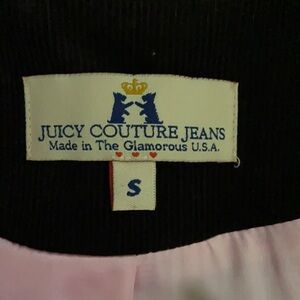 JUICY COUTURE JEANS
Made in The Glamorous U.S.A.
S